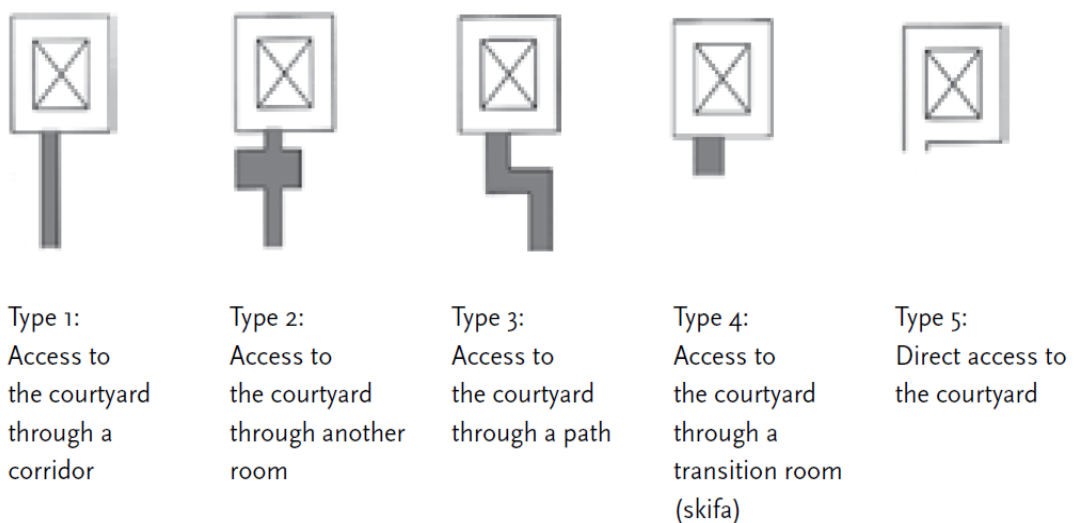 Type 1:
Access to
the courtyard
through a
corridor
Type 2:
Access to
the courtyard
through another
room
Type 3:
Access to
the courtyard
through a path
Type 4:
Access to
the courtyard
through a
transition room
(skifa)
Type 5:
Direct access to
the courtyard